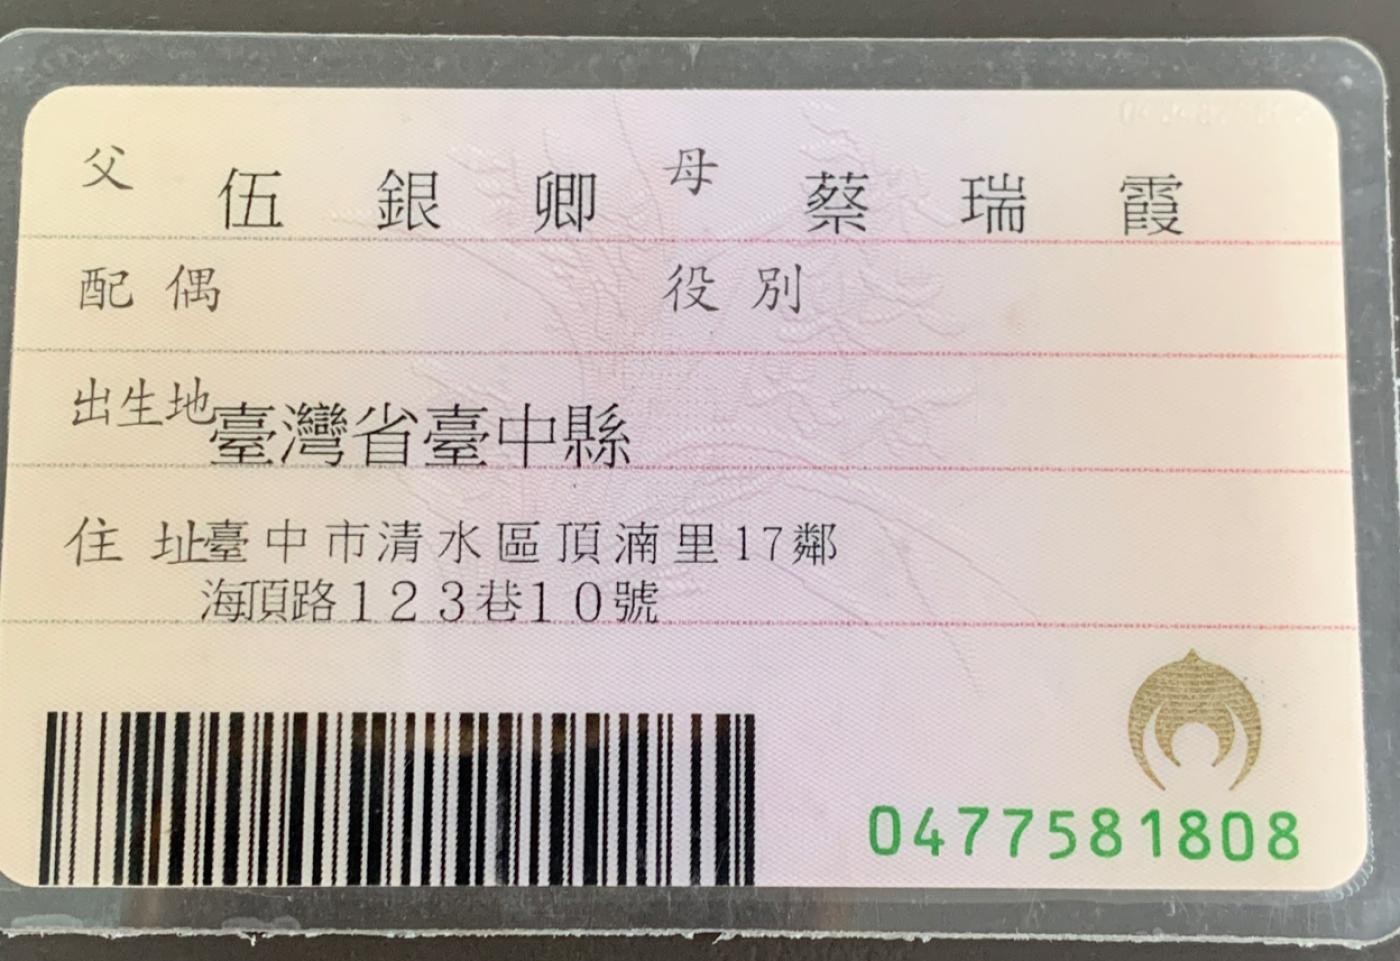 父 伍銀卿 母 蔡瑞霞
配偶 役別
出生地 臺灣省臺中縣
住址 臺中市清水區頂湳里17鄰
海頂路123巷10號
0477581808